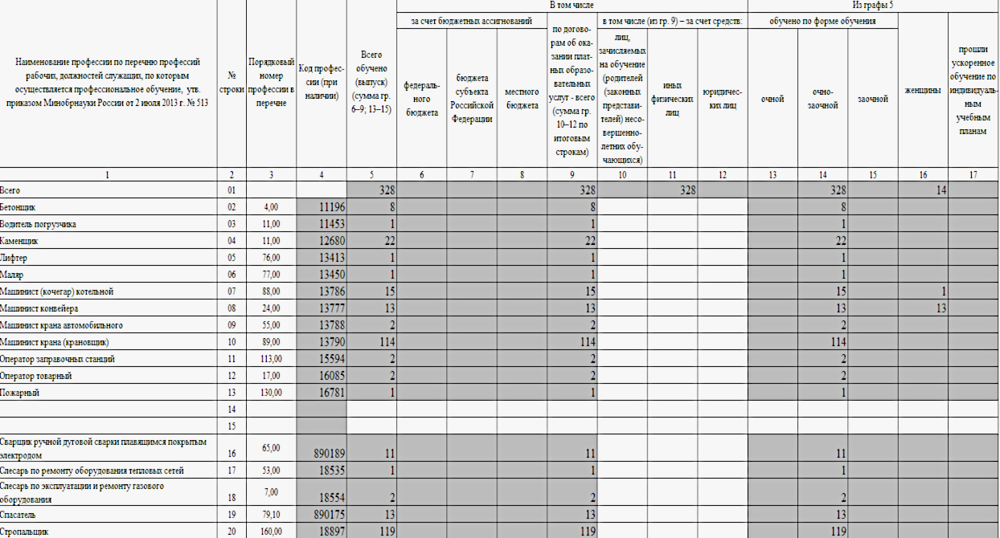 В том числе
Из графы 5
за счет бюджетных ассигнований
в том числе (из гр. 9) – за счет средств:
обучено по форме обучения
Наименование профессии по перечню профессий
рабочих, должностей служащих, по которым
осуществляется профессиональное обучение, утв.
приказом Минобрнауки России от 2 июля 2013 г. № 513
№
строки
Порядковый
номер
профессии в
перечне
Код профес-
сии (при
наличии)
Всего
обучено
(выпуск)
(сумма гр.
6–9; 13–15)
федераль-
ного
бюджета
бюджета
субъекта
Российской
Федерации
местного
бюджета
по догово-
рам об ока-
зании плат-
ных образо-
вательных
услуг - всего
(сумма гр.
10–12 по
итоговым
строкам)
лиц,
зачисляемых
на обучение
(родителей
(законных
представи-
телей) несо-
вершенно-
летних обу-
чающихся)
иных
физических
лиц
юридичес-
ких лиц
очной
очно-
заочной
заочной
женщины
прошли
ускоренное
обучение по
индивидуаль-
ным
учебным
планам
1 2 3 4 5 6 7 8 9 10 11 12 13 14 15 16 17
Всего 01 328 328 328 328 14
Бетонщик 02 4,00 11196 8 8 8
Водитель погрузчика 03 11,00 11453 1 1 1
Каменщик 04 11,00 12680 22 22 22
Лифтер 05 76,00 13413 1 1 1
Маляр 06 77,00 13450 1 1 1
Машинист (кочегар) котельной 07 88,00 13786 15 15 15 1
Машинист конвейера 08 24,00 13777 13 13 13 13
Машинист крана автомобильного 09 55,00 13788 2 2 2
Машинист крана (крановщик) 10 89,00 13790 114 114 114
Оператор заправочных станций 11 113,00 15594 2 2 2
Оператор товарный 12 17,00 16085 2 2 2
Пожарный 13 130,00 16781 1 1 1
14
15
Сварщик ручной дуговой сварки плавящимся покрытым
электродом 16 65,00 890189 11 11 11
Слесарь по ремонту оборудования тепловых сетей 17 53,00 18535 1 1 1
Слесарь по эксплуатации и ремонту газового
оборудования 18 7,00 18554 2 2 2
Спасатель 19 79,10 890175 13 13 13
Стропальщик 20 160,00 18897 119 119 119